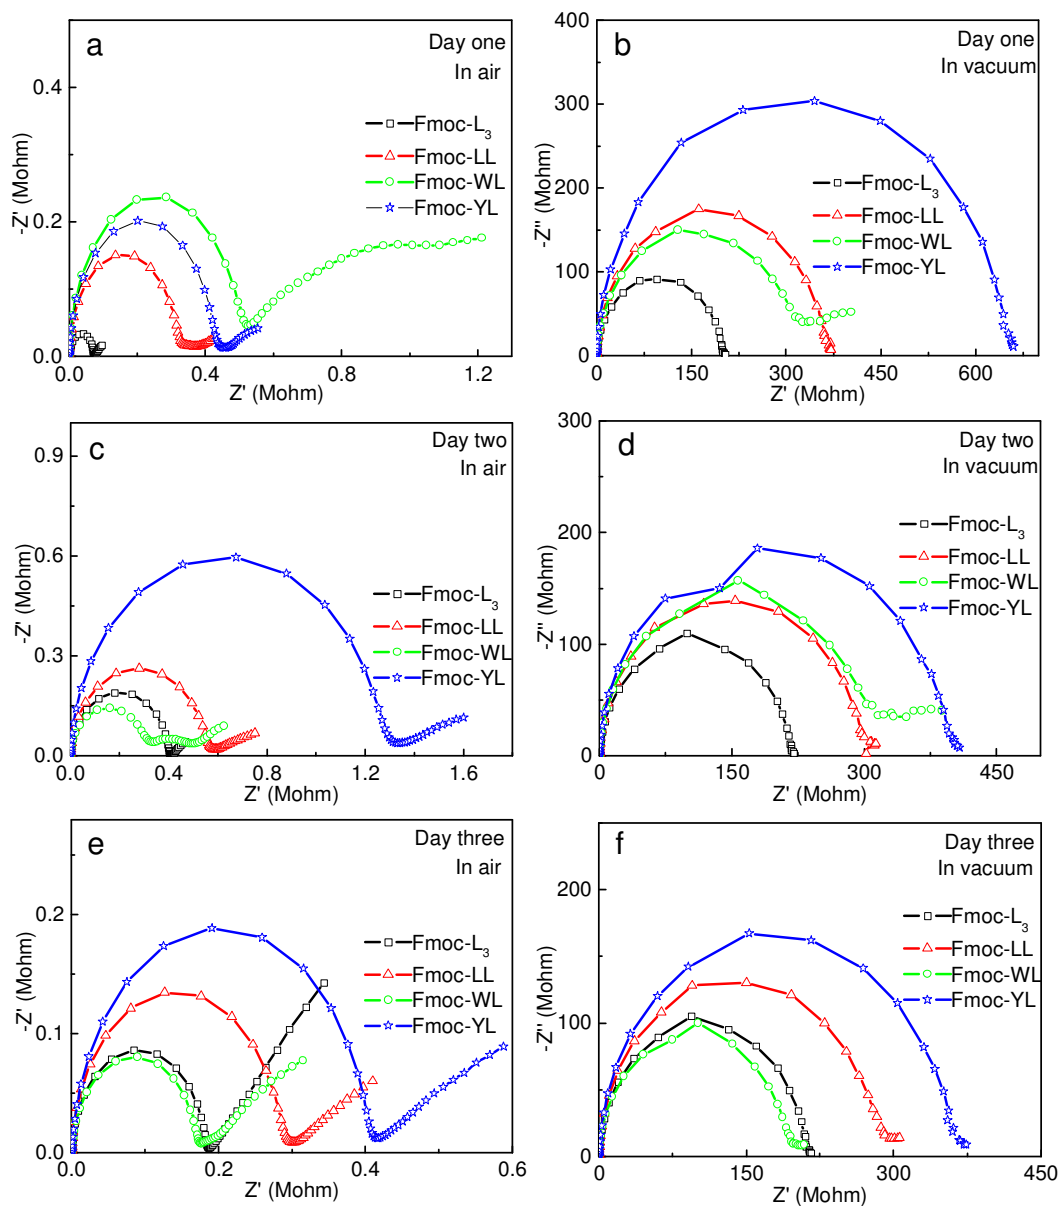 a
Day one
In air
Fmoc-L3
Fmoc-LL
Fmoc-WL
Fmoc-YL
0.4
0.2
0.0
-Z' (Mohm)
0.0 0.4 0.8 1.2
Z' (Mohm)
b
Day one
In vacuum
Fmoc-L3
Fmoc-LL
Fmoc-WL
Fmoc-YL
400
300
200
100
0
-Z" (Mohm)
0 150 300 450 600
Z' (Mohm)
c
Day two
In air
Fmoc-L3
Fmoc-LL
Fmoc-WL
Fmoc-YL
0.9
0.6
0.3
0.0
-Z' (Mohm)
0.0 0.4 0.8 1.2 1.6
Z' (Mohm)
d
Day two
In vacuum
Fmoc-L3
Fmoc-LL
Fmoc-WL
Fmoc-YL
300
200
100
0
-Z" (Mohm)
0 150 300 450
Z' (Mohm)
e
Day three
In air
Fmoc-L3
Fmoc-LL
Fmoc-WL
Fmoc-YL
0.2
0.1
0.0
-Z' (Mohm)
0.0 0.2 0.4 0.6
Z' (Mohm)
f
Day three
In vacuum
Fmoc-L3
Fmoc-LL
Fmoc-WL
Fmoc-YL
200
100
0
-Z" (Mohm)
0 150 300 450
Z' (Mohm)